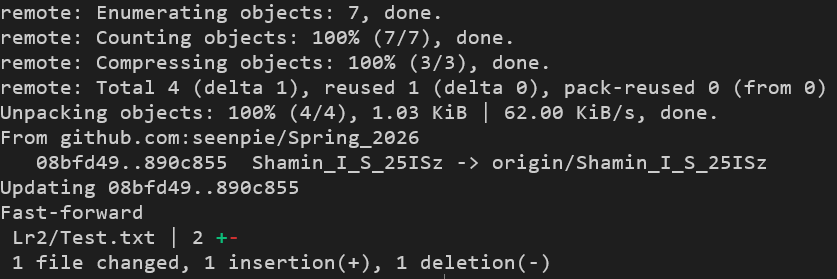 remote: Enumerating objects: 7, done.
remote: Counting objects: 100% (7/7), done.
remote: Compressing objects: 100% (3/3), done.
remote: Total 4 (delta 1), reused 1 (delta 0), pack-reused 0 (from 0)
Unpacking objects: 100% (4/4), 1.03 KiB | 62.00 KiB/s, done.
From github.com:seenpie/Spring_2026
   08bfd49..890c855  Shamin_I_S_25ISz -> origin/Shamin_I_S_25ISz
Updating 08bfd49..890c855
Fast-forward
 Lr2/Test.txt | 2 +-
 1 file changed, 1 insertion(+), 1 deletion(-)